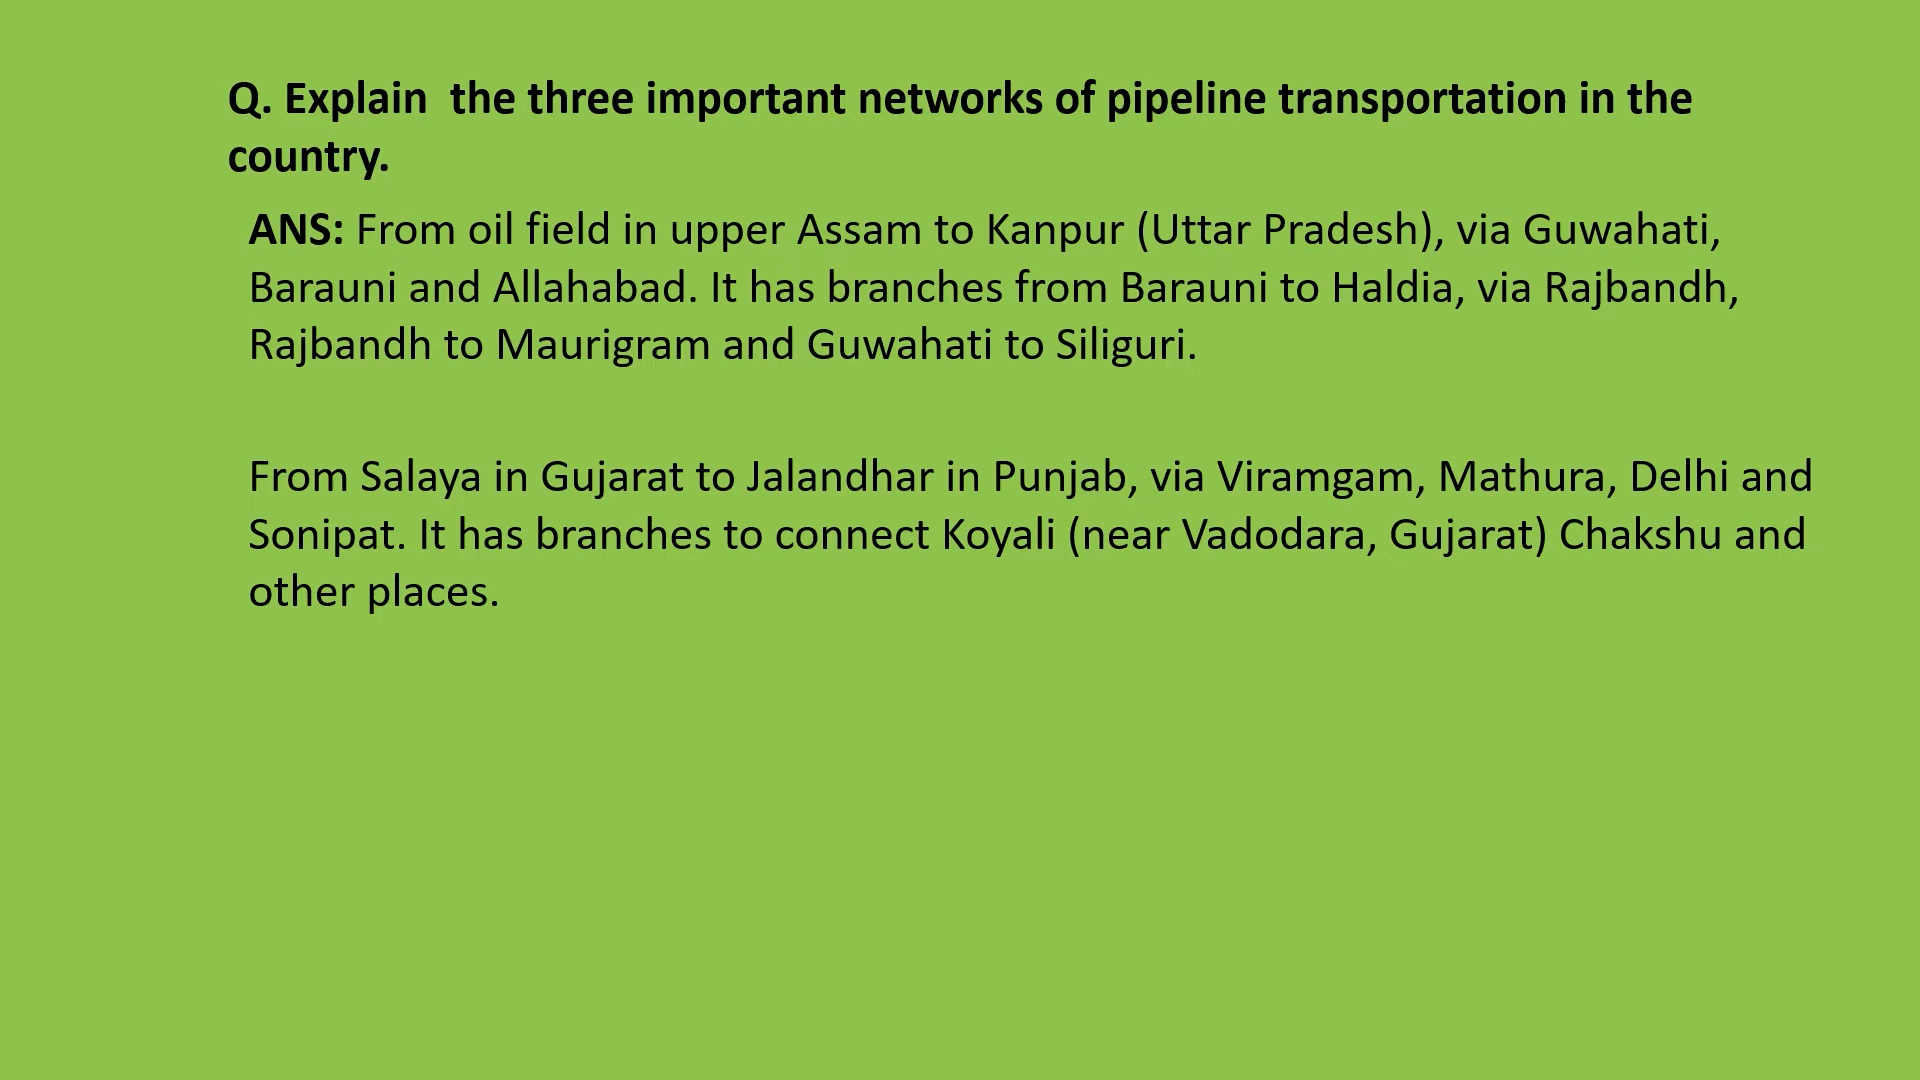 Q. Explain  the three important networks of pipeline transportation in the
country.
ANS: From oil field in upper Assam to Kanpur (Uttar Pradesh), via Guwahati,
Barauni and Allahabad. It has branches from Barauni to Haldia, via Rajbandh,
Rajbandh to Maurigram and Guwahati to Siliguri.
From Salaya in Gujarat to Jalandhar in Punjab, via Viramgam, Mathura, Delhi and
Sonipat. It has branches to connect Koyali (near Vadodara, Gujarat) Chakshu and
other places.